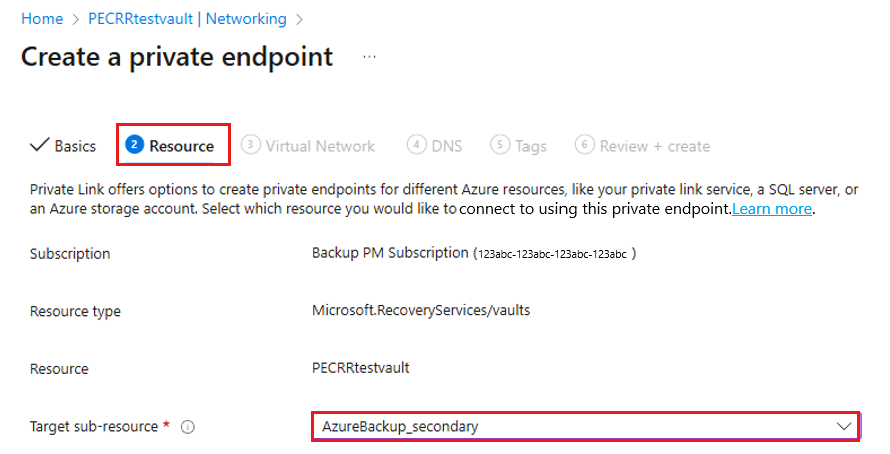 Home > PECRRtestvault | Networking >
Create a private endpoint ...
Basics 2 Resource 3 Virtual Network 4 DNS 5 Tags 6 Review + create
Private Link offers options to create private endpoints for different Azure resources, like your private link service, a SQL server, or
an Azure storage account. Select which resource you would like to connect to using this private endpoint.Learn more.
Subscription Backup PM Subscription (123abc-123abc-123abc-123abc )
Resource type Microsoft.RecoveryServices/vaults
Resource PECRRtestvault
Target sub-resource * AzureBackup_secondary